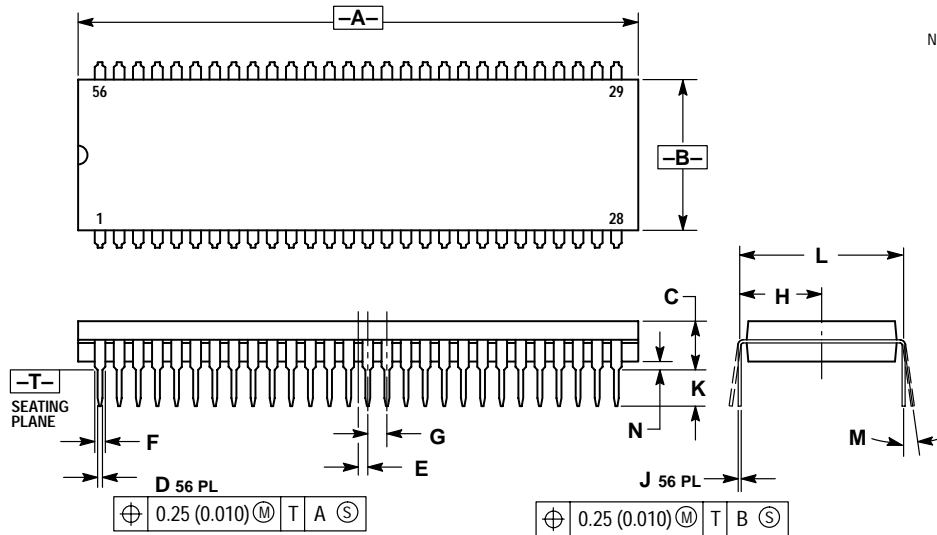 –A–
N
56
29
–B–
1
28
L
H
C
–T–
SEATING
PLANE
K
N
G
M
F
E
D 56 PL
J 56 PL
⌖ 0.25 (0.010) Ⓜ T A Ⓢ
⌖ 0.25 (0.010) Ⓜ T B Ⓢ